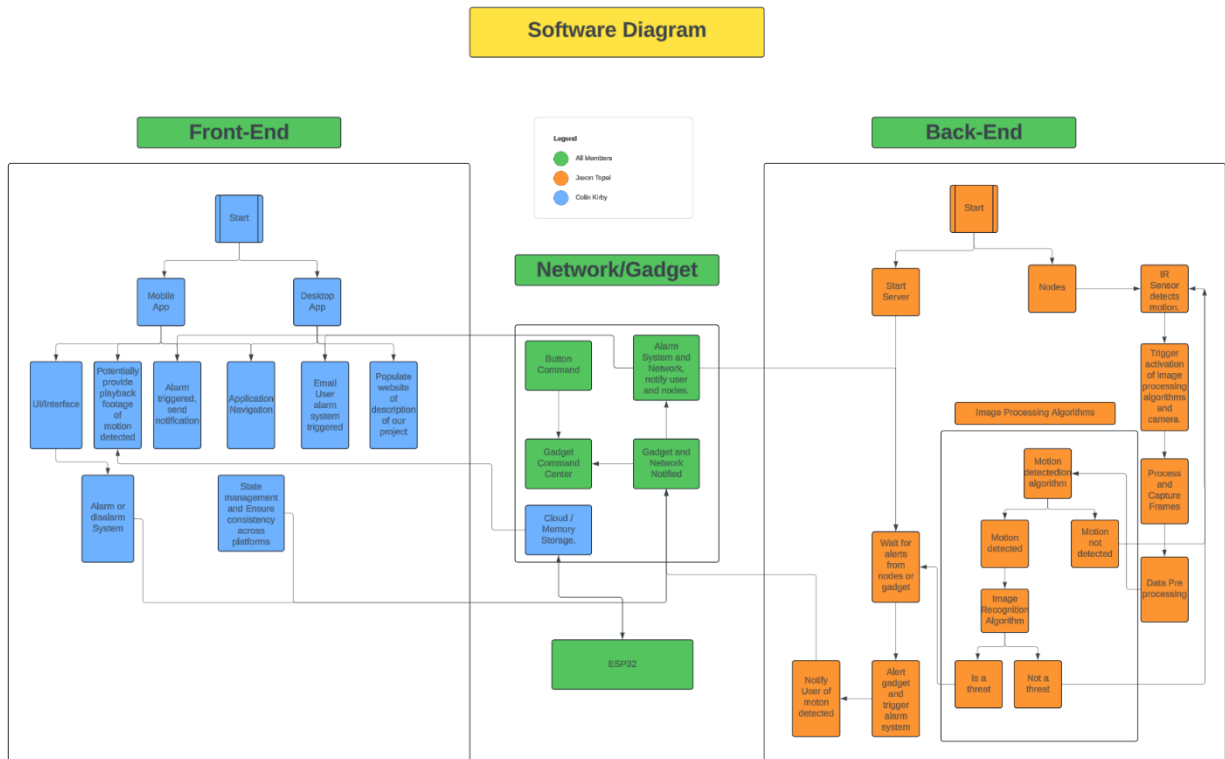 Software Diagram
Front-End
Legend
All Members
Jaxon Tepel
Colin Kirby
Back-End
Start
Mobile
App
Desktop
App
UI/Interface
Potentially
provide
playback
footage of
motion
detected
Alarm
triggered,
send
notification
Application
Navigation
Email
User
alarm
system
triggered
Populate
website of
description
of our
project
Alarm or
disalarm
System
State
management
and Ensure
consistency
across
platforms
Network/Gadget
Button
Command
Alarm
System and
Network,
notify user
and nodes.
Gadget
Command
Center
Gadget and
Network
Notified
Cloud /
Memory
Storage.
ESP32
Start
Start
Server
Nodes
IR
Sensor
detects
motion.
Trigger
activation of
image
processing
algorithms
and
camera.
Image Processing Algorithms
Motion
detectedion
algorithm
Process
and
Capture
Frames
Motion
detected
Motion
not
detected
Wait for
alerts
from
nodes or
gadget
Data Pre
processing
Image
Recognition
Algorithm
Is a
threat
Not a
threat
Notify
User of
moton
detected
Alert
gadget
and
trigger
alarm
system